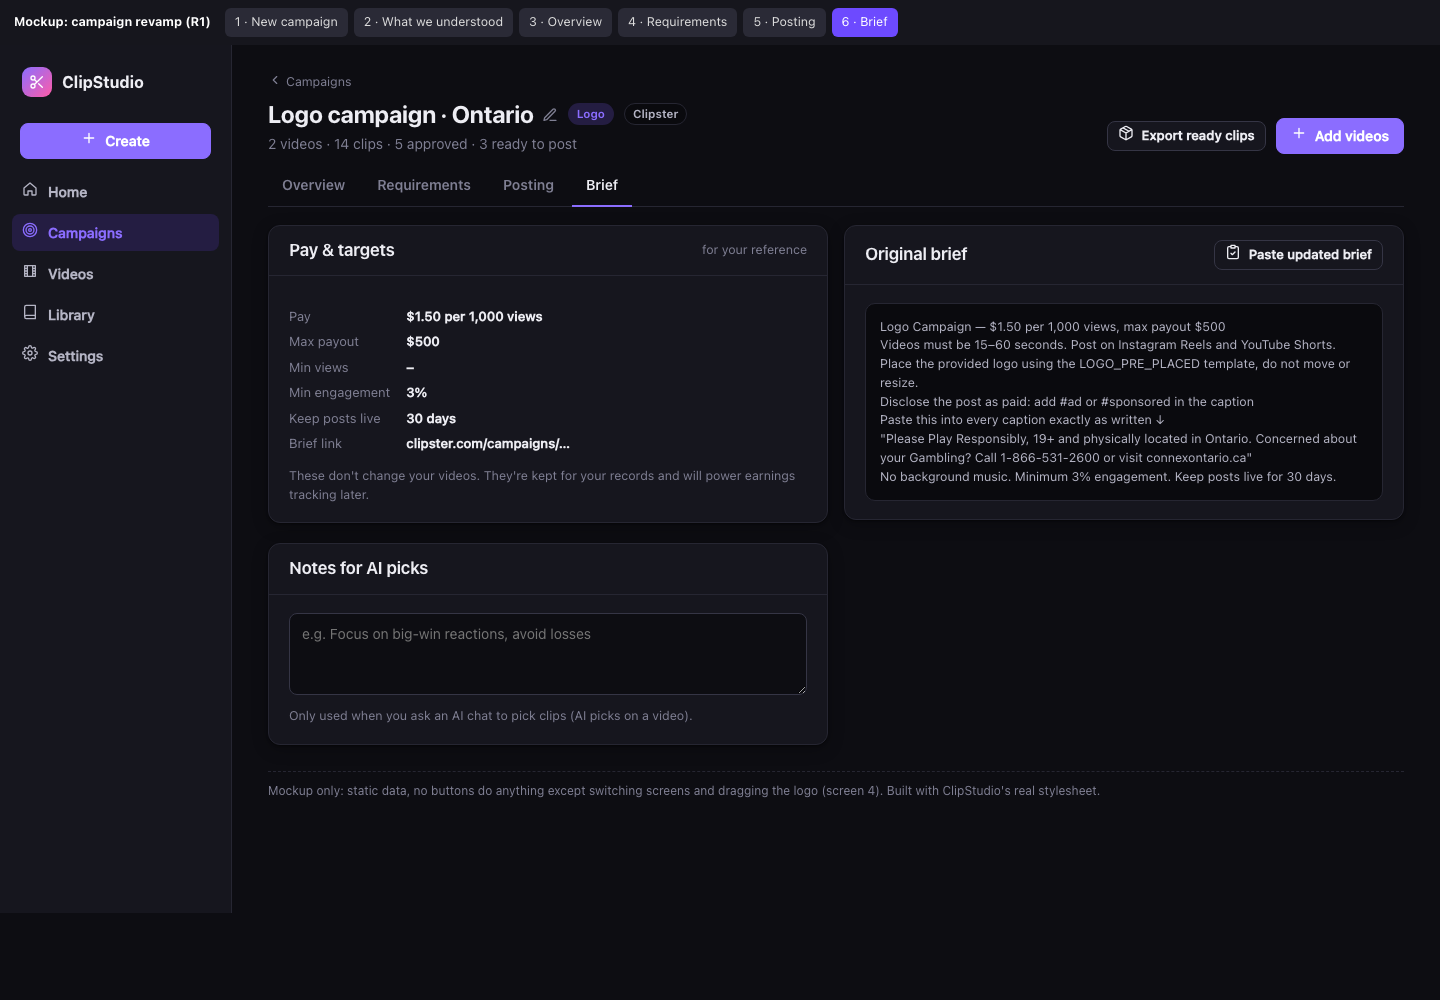 Mockup: campaign revamp (R1)
1 · New campaign
2 · What we understood
3 · Overview
4 · Requirements
5 · Posting
6 · Brief
ClipStudio
Create
Home
Campaigns
Videos
Library
Settings
Campaigns
Logo campaign · Ontario
Logo
Clipster
2 videos · 14 clips · 5 approved · 3 ready to post
Export ready clips
Add videos
Overview
Requirements
Posting
Brief
Pay & targets
for your reference
Pay $1.50 per 1,000 views
Max payout $500
Min views –
Min engagement 3%
Keep posts live 30 days
Brief link clipster.com/campaigns/...
These don't change your videos. They're kept for your records and will power earnings
tracking later.
Original brief
Paste updated brief
Logo Campaign — $1.50 per 1,000 views, max payout $500
Videos must be 15–60 seconds. Post on Instagram Reels and YouTube Shorts.
Place the provided logo using the LOGO_PRE_PLACED template, do not move or
resize.
Disclose the post as paid: add #ad or #sponsored in the caption
Paste this into every caption exactly as written ↓
"Please Play Responsibly, 19+ and physically located in Ontario. Concerned about
your Gambling? Call 1-866-531-2600 or visit connexontario.ca"
No background music. Minimum 3% engagement. Keep posts live for 30 days.
Notes for AI picks
e.g. Focus on big-win reactions, avoid losses
Only used when you ask an AI chat to pick clips (AI picks on a video).
Mockup only: static data, no buttons do anything except switching screens and dragging the logo (screen 4). Built with ClipStudio's real stylesheet.